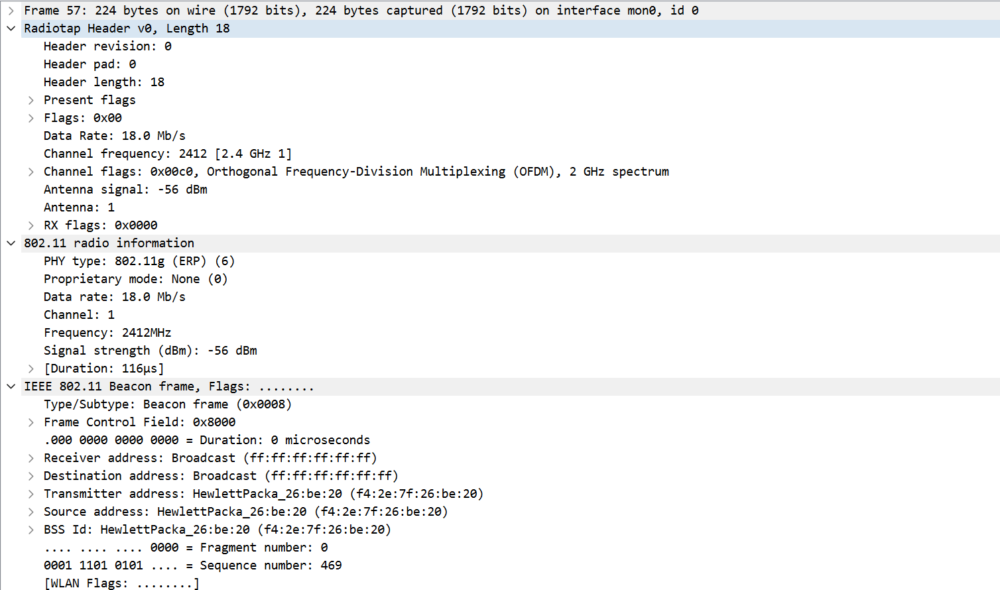 Frame 57: 224 bytes on wire (1792 bits), 224 bytes captured (1792 bits) on interface mon0, id 0
Radiotap Header v0, Length 18
Header revision: 0
Header pad: 0
Header length: 18
Present flags
Flags: 0x00
Data Rate: 18.0 Mb/s
Channel frequency: 2412 [2.4 GHz 1]
Channel flags: 0x00c0, Orthogonal Frequency-Division Multiplexing (OFDM), 2 GHz spectrum
Antenna signal: -56 dBm
Antenna: 1
RX flags: 0x0000
802.11 radio information
PHY type: 802.11g (ERP) (6)
Proprietary mode: None (0)
Data rate: 18.0 Mb/s
Channel: 1
Frequency: 2412MHz
Signal strength (dBm): -56 dBm
[Duration: 116µs]
IEEE 802.11 Beacon frame, Flags: ........
Type/Subtype: Beacon frame (0x0008)
Frame Control Field: 0x8000
.000 0000 0000 0000 = Duration: 0 microseconds
Receiver address: Broadcast (ff:ff:ff:ff:ff:ff)
Destination address: Broadcast (ff:ff:ff:ff:ff:ff)
Transmitter address: HewlettPacka_26:be:20 (f4:2e:7f:26:be:20)
Source address: HewlettPacka_26:be:20 (f4:2e:7f:26:be:20)
BSS Id: HewlettPacka_26:be:20 (f4:2e:7f:26:be:20)
.... .... .... 0000 = Fragment number: 0
0001 1101 0101 .... = Sequence number: 469
[WLAN Flags: ........]